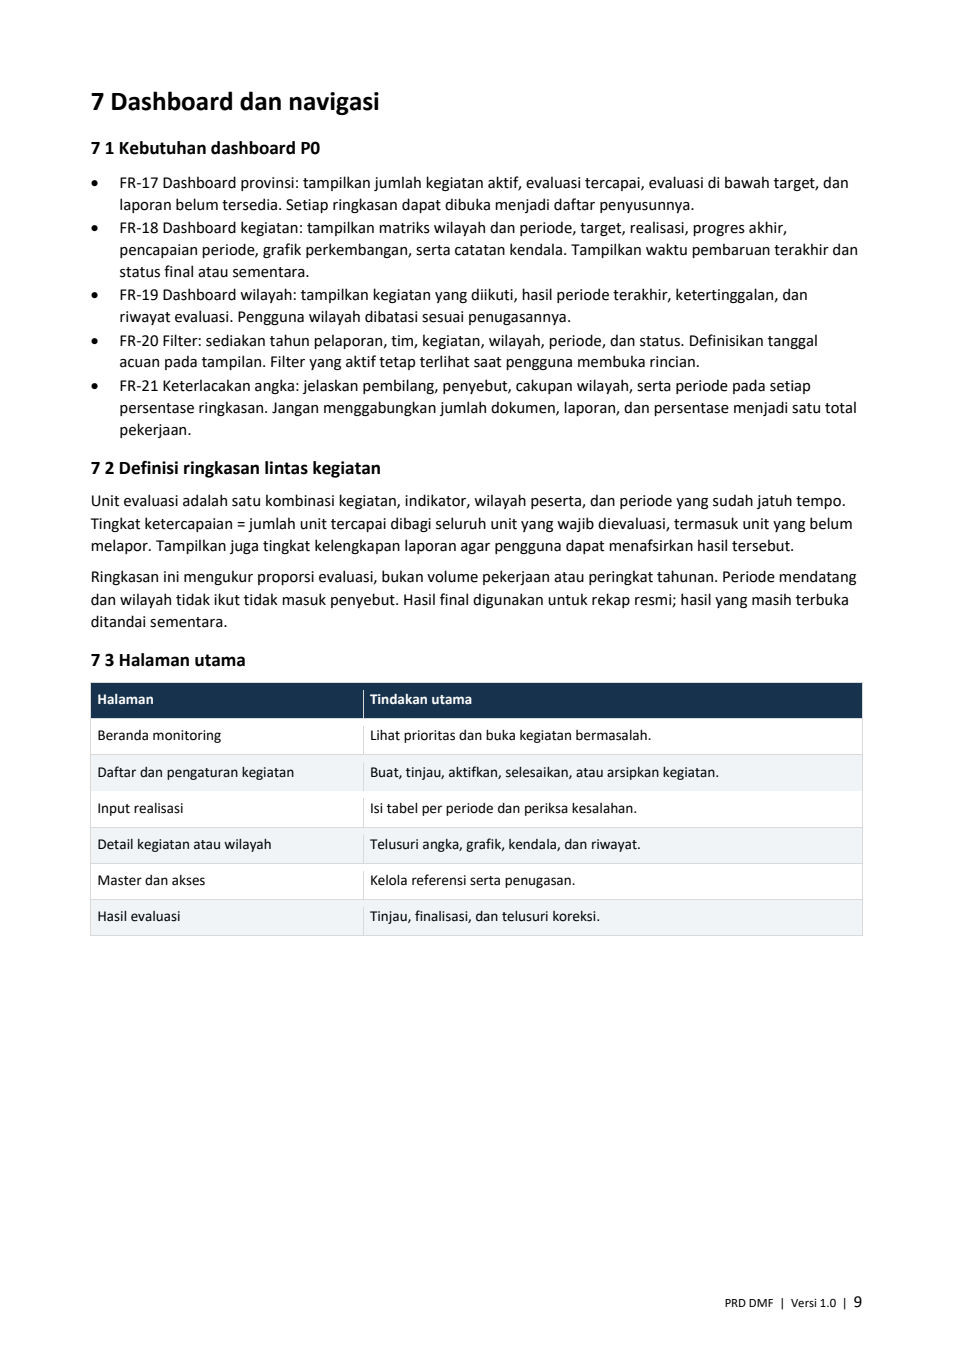 7 Dashboard dan navigasi
7 1 Kebutuhan dashboard P0
• FR-17 Dashboard provinsi: tampilkan jumlah kegiatan aktif, evaluasi tercapai, evaluasi di bawah target, dan
laporan belum tersedia. Setiap ringkasan dapat dibuka menjadi daftar penyusunnya.
• FR-18 Dashboard kegiatan: tampilkan matriks wilayah dan periode, target, realisasi, progres akhir,
pencapaian periode, grafik perkembangan, serta catatan kendala. Tampilkan waktu pembaruan terakhir dan
status final atau sementara.
• FR-19 Dashboard wilayah: tampilkan kegiatan yang diikuti, hasil periode terakhir, ketertinggalan, dan
riwayat evaluasi. Pengguna wilayah dibatasi sesuai penugasannya.
• FR-20 Filter: sediakan tahun pelaporan, tim, kegiatan, wilayah, periode, dan status. Definisikan tanggal
acuan pada tampilan. Filter yang aktif tetap terlihat saat pengguna membuka rincian.
• FR-21 Keterlacakan angka: jelaskan pembilang, penyebut, cakupan wilayah, serta periode pada setiap
persentase ringkasan. Jangan menggabungkan jumlah dokumen, laporan, dan persentase menjadi satu total
pekerjaan.
7 2 Definisi ringkasan lintas kegiatan
Unit evaluasi adalah satu kombinasi kegiatan, indikator, wilayah peserta, dan periode yang sudah jatuh tempo.
Tingkat ketercapaian = jumlah unit tercapai dibagi seluruh unit yang wajib dievaluasi, termasuk unit yang belum
melapor. Tampilkan juga tingkat kelengkapan laporan agar pengguna dapat menafsirkan hasil tersebut.
Ringkasan ini mengukur proporsi evaluasi, bukan volume pekerjaan atau peringkat tahunan. Periode mendatang
dan wilayah tidak ikut tidak masuk penyebut. Hasil final digunakan untuk rekap resmi; hasil yang masih terbuka
ditandai sementara.
7 3 Halaman utama
Halaman Tindakan utama
Beranda monitoring Lihat prioritas dan buka kegiatan bermasalah.
Daftar dan pengaturan kegiatan Buat, tinjau, aktifkan, selesaikan, atau arsipkan kegiatan.
Input realisasi Isi tabel per periode dan periksa kesalahan.
Detail kegiatan atau wilayah Telusuri angka, grafik, kendala, dan riwayat.
Master dan akses Kelola referensi serta penugasan.
Hasil evaluasi Tinjau, finalisasi, dan telusuri koreksi.
PRD DMF | Versi 1.0 | 9